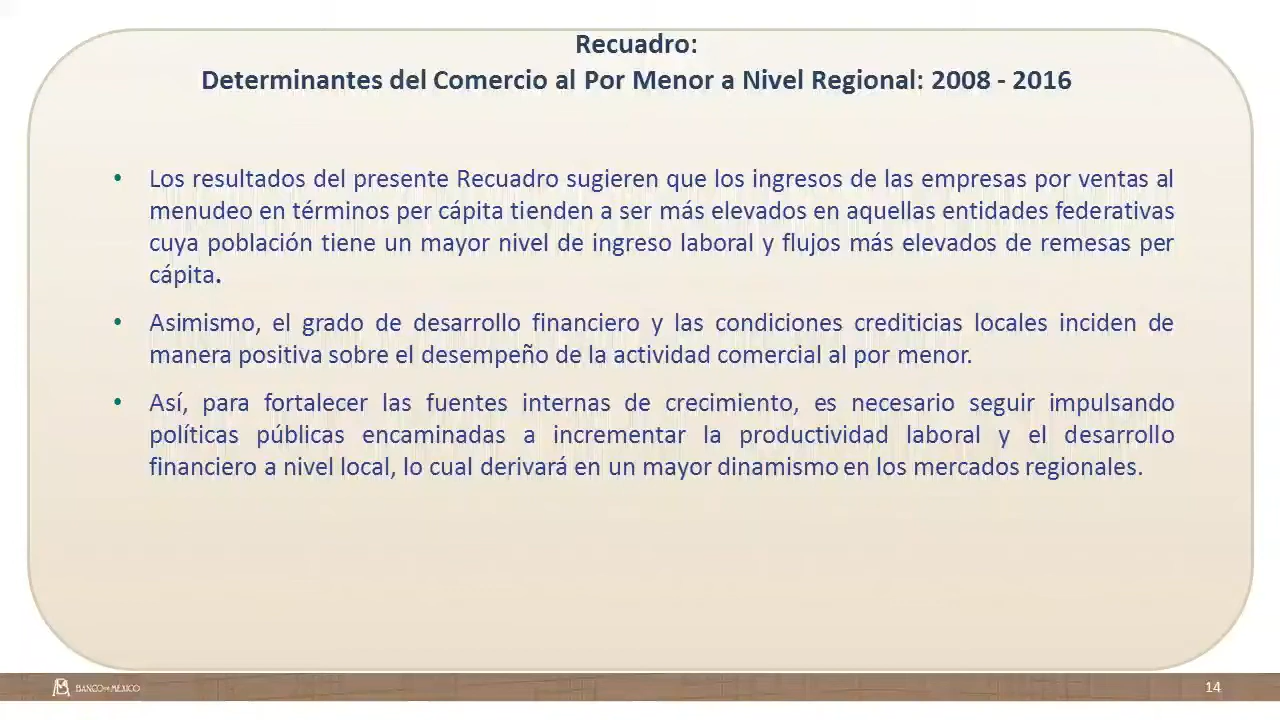 Recuadro:
Determinantes del Comercio al Por Menor a Nivel Regional: 2008 - 2016
• Los resultados del presente Recuadro sugieren que los ingresos de las empresas por ventas al
menudeo en términos per cápita tienden a ser más elevados en aquellas entidades federativas
cuya población tiene un mayor nivel de ingreso laboral y flujos más elevados de remesas per
cápita.
• Asimismo, el grado de desarrollo financiero y las condiciones crediticias locales inciden de
manera positiva sobre el desempeño de la actividad comercial al por menor.
• Así, para fortalecer las fuentes internas de crecimiento, es necesario seguir impulsando
políticas públicas encaminadas a incrementar la productividad laboral y el desarrollo
financiero a nivel local, lo cual derivará en un mayor dinamismo en los mercados regionales.
BANCO DE MÉXICO
14